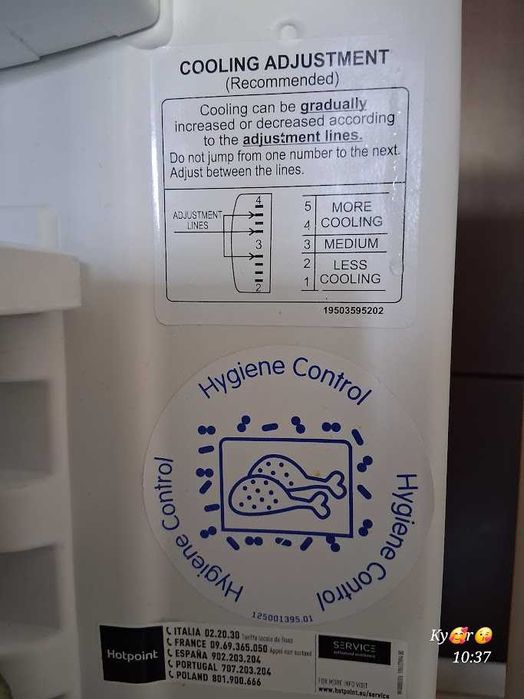 COOLING ADJUSTMENT
(Recommended)
Cooling can be gradually
increased or decreased according
to the adjustment lines.
Do not jump from one number to the next.
Adjust between the lines.
ADJUSTMENT
LINES
4
3
2
5 MORE
4 COOLING
3 MEDIUM
2 LESS
1 COOLING
19503595202
Hygiene Control
Hygiene Control
Hygiene Control
Hygiene Control
125001395.01
Hotpoint
ITALIA 02.20.30
FRANCE 09.69.365.050
ESPAÑA 902.203.204
PORTUGAL 707.203.204
POLAND 801.900.666
SERVICE
FOR MORE INFO VISIT
www.hotpoint.eu/service
Ky🥰r😘
10:37